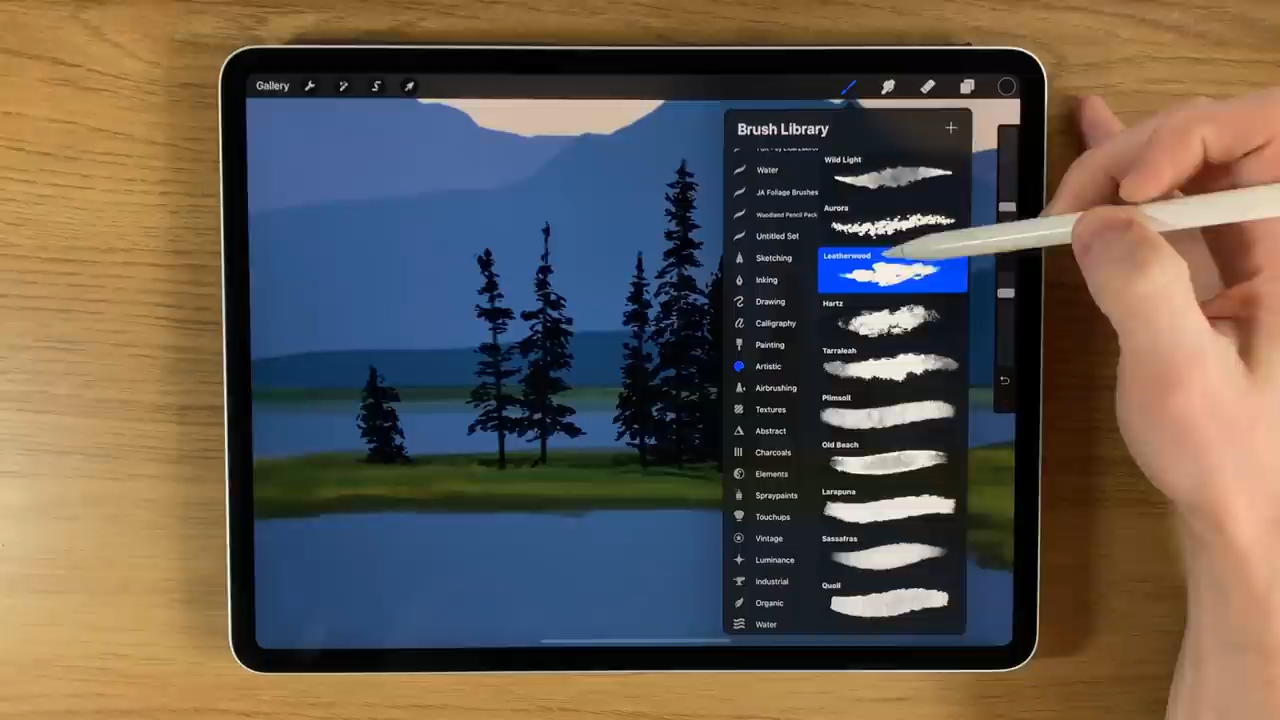 Gallery
Brush Library
Water
JA Foliage Brushes
Woodland Pencil Pack
Untitled Set
Sketching
Inking
Drawing
Calligraphy
Painting
Artistic
Airbrushing
Textures
Abstract
Charcoals
Elements
Spraypaints
Touchups
Vintage
Luminance
Industrial
Organic
Water
Wild Light
Aurora
Leatherwood
Hartz
Tarraleah
Plimsoll
Old Beach
Larapuna
Sassafras
Quoll